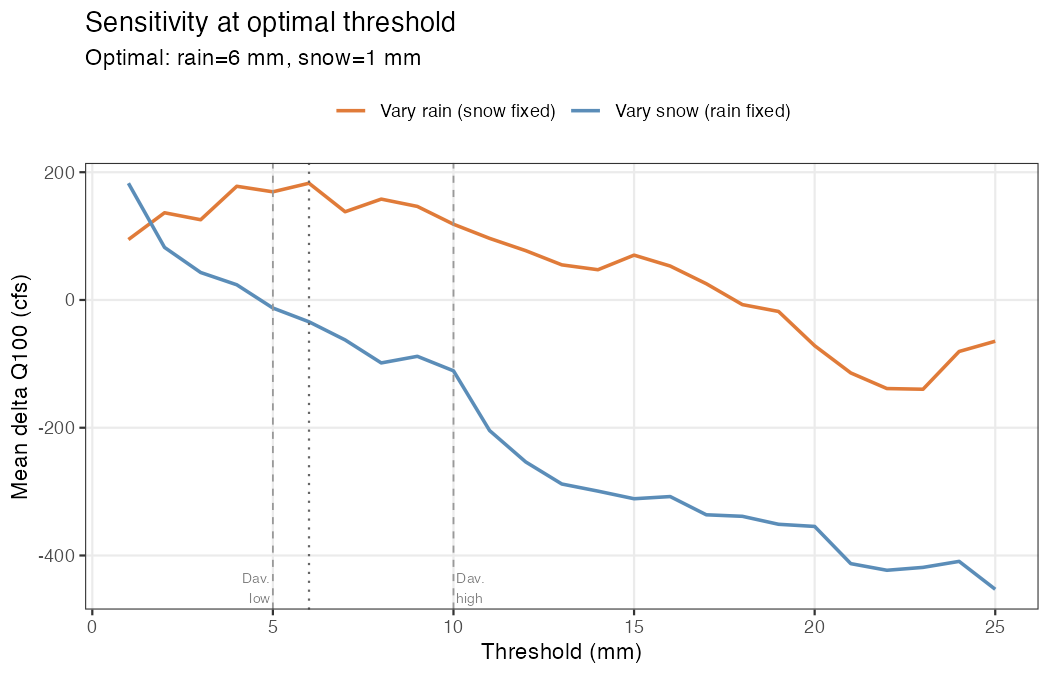 Sensitivity at optimal threshold
Optimal: rain=6 mm, snow=1 mm
Vary rain (snow fixed) Vary snow (rain fixed)
Mean delta Q100 (cfs)
200
0
-200
-400
Dav.
low
Dav.
high
0 5 10 15 20 25
Threshold (mm)